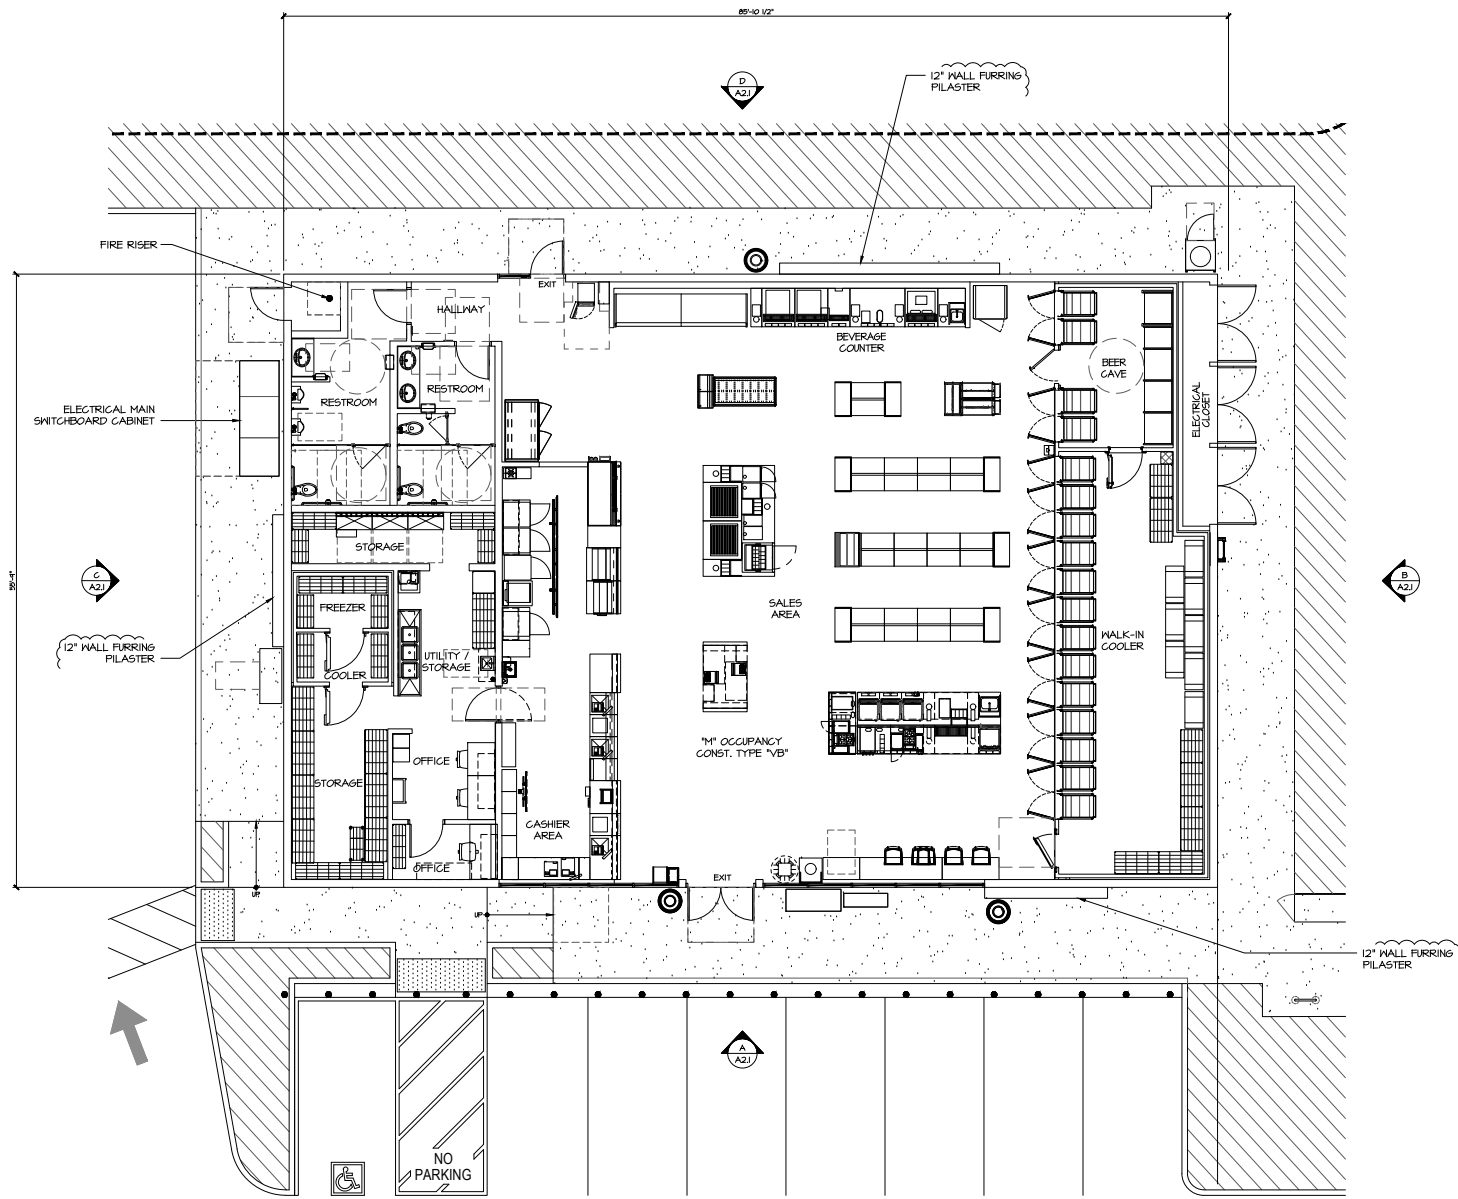 85'-10 1/2"
D
A2.1
12" WALL FURRING
PILASTER
FIRE RISER
EXIT
HALLWAY
BEVERAGE
COUNTER
BEER
CAVE
RESTROOM
RESTROOM
ELECTRICAL
CLOSET
ELECTRICAL MAIN
SWITCHBOARD CABINET
STORAGE
55'-9"
C
A2.1
B
A2.1
FREEZER
SALES
AREA
WALK-IN
COOLER
12" WALL FURRING
PILASTER
UTILITY /
STORAGE
COOLER
"M" OCCUPANCY
CONST. TYPE "VB"
OFFICE
STORAGE
CASHIER
AREA
OFFICE
EXIT
UP
UP
12" WALL FURRING
PILASTER
A
A2.1
NO
PARKING